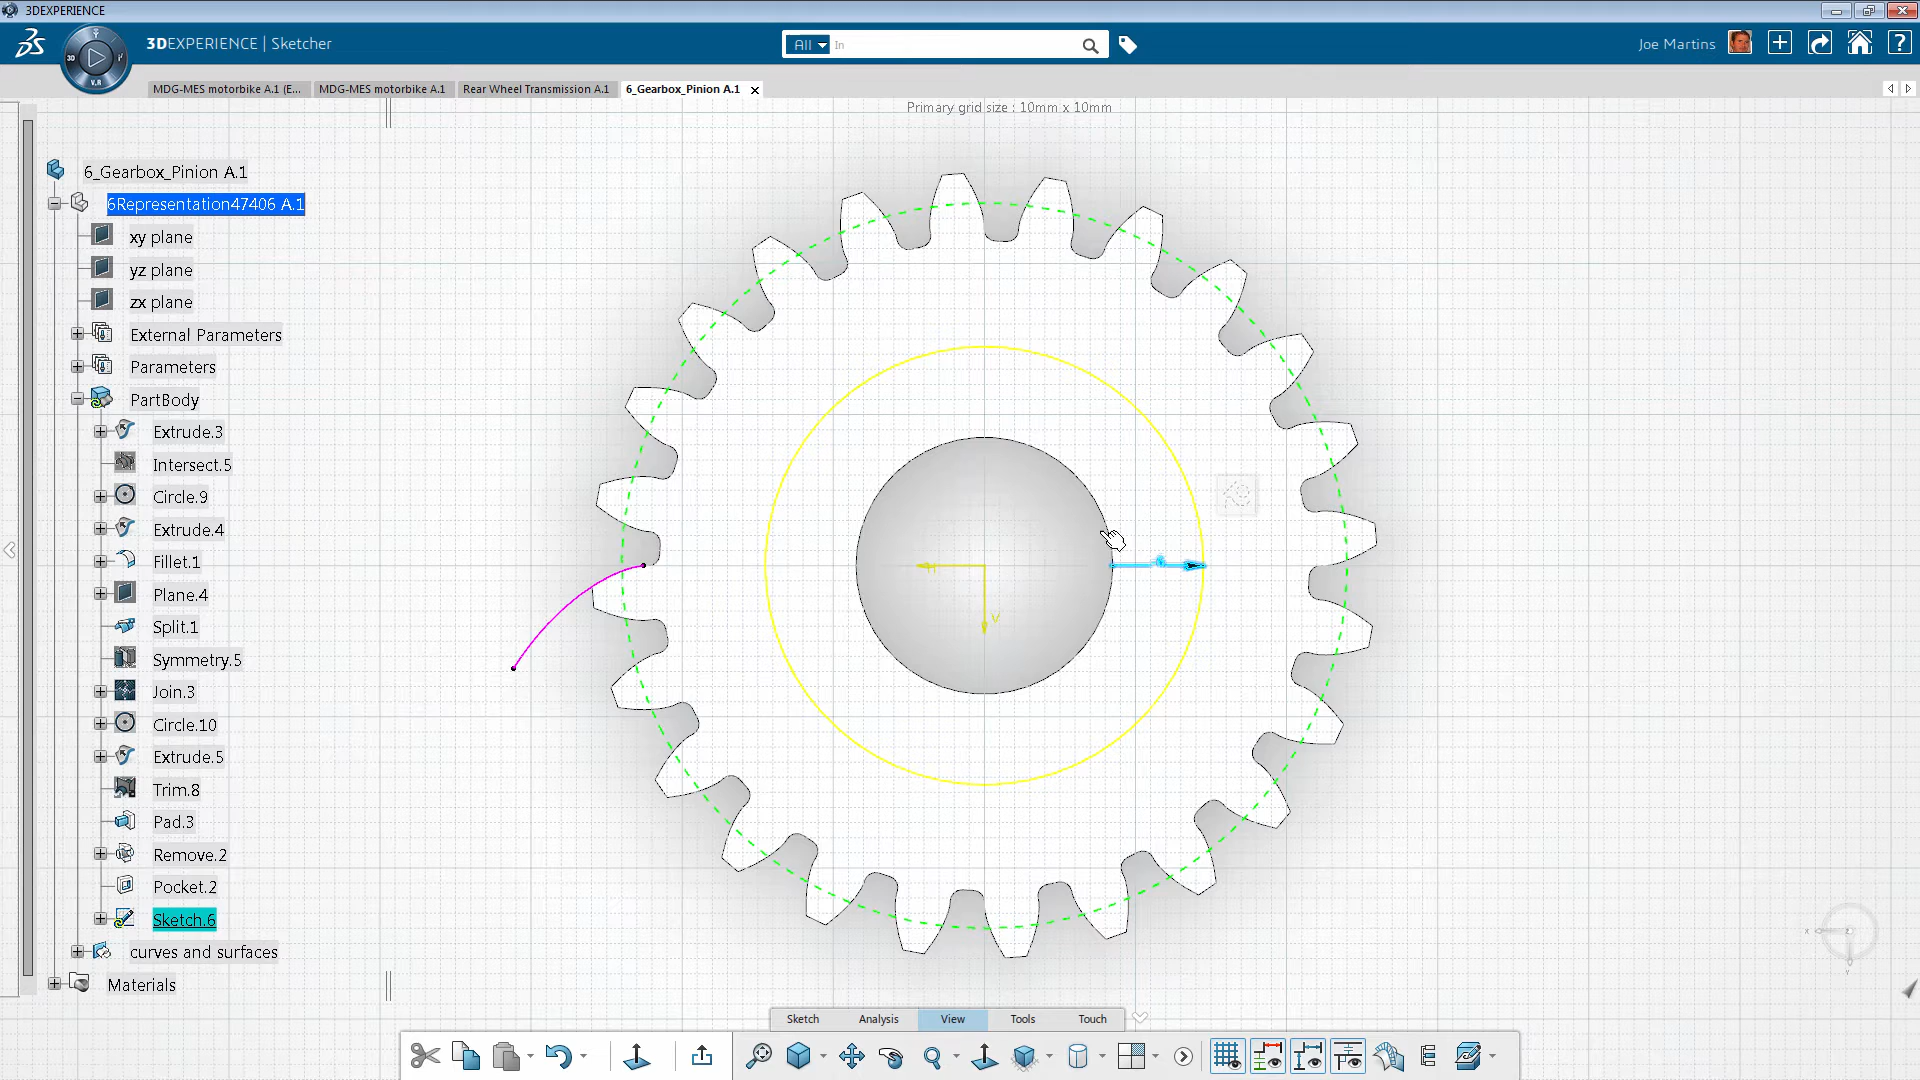 3DEXPERIENCE
3DEXPERIENCE | Sketcher
3D
V.R
All
In
Joe Martins
?
MDG-MES motorbike A.1 (E...
MDG-MES motorbike A.1
Rear Wheel Transmission A.1
6_Gearbox_Pinion A.1
Primary grid size : 10mm x 10mm
6_Gearbox_Pinion A.1
6Representation47406 A.1
xy plane
yz plane
zx plane
External Parameters
Parameters
PartBody
Extrude.3
Intersect.5
Circle.9
Extrude.4
Fillet.1
Plane.4
Split.1
Symmetry.5
Join.3
Circle.10
Extrude.5
Trim.8
Pad.3
Remove.2
Pocket.2
Sketch.6
curves and surfaces
Materials
H
V
x
Y
Sketch
Analysis
View
Tools
Touch